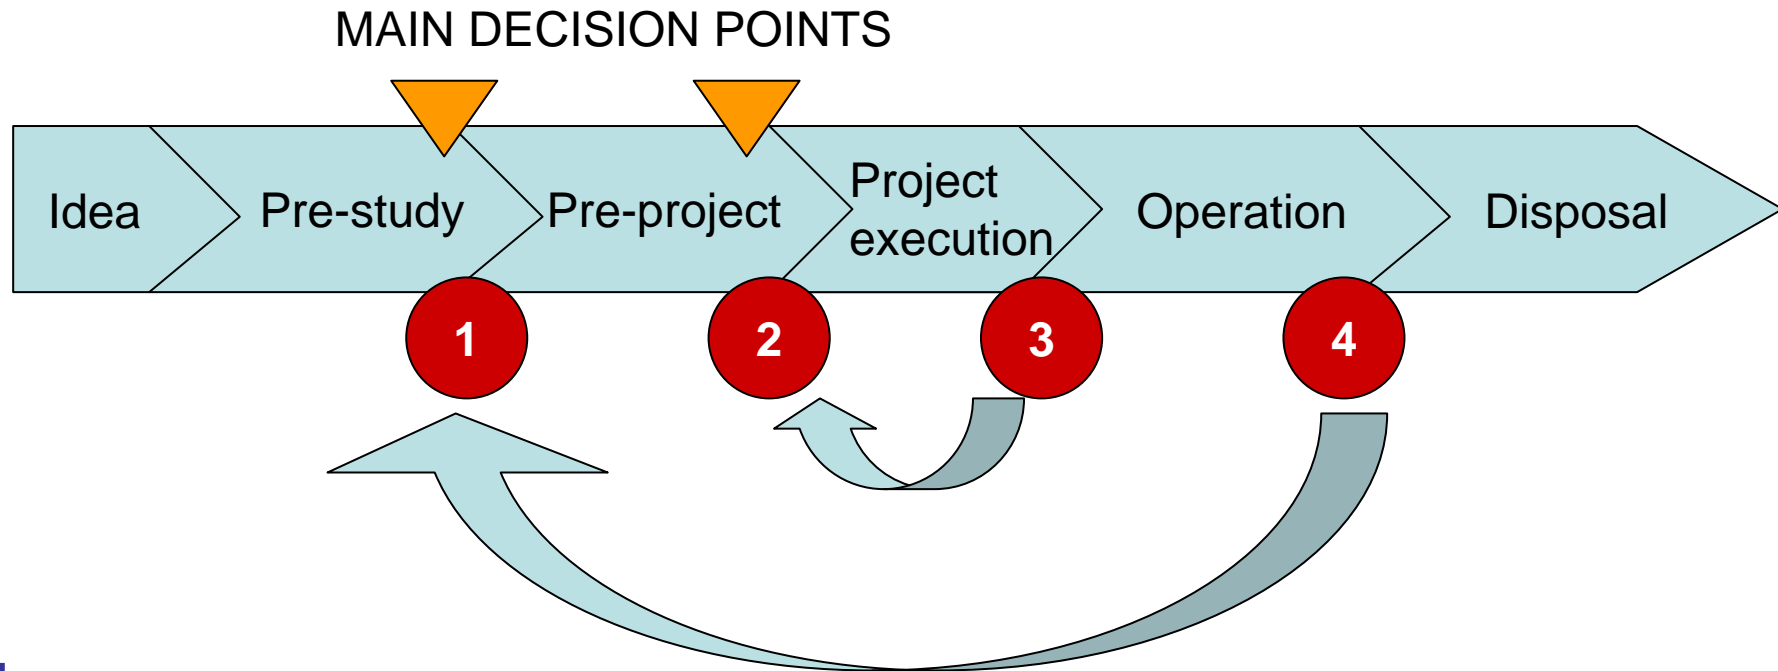 MAIN DECISION POINTS
Idea
Pre-study
Pre-project
Project
execution
Operation
Disposal
1
2
3
4